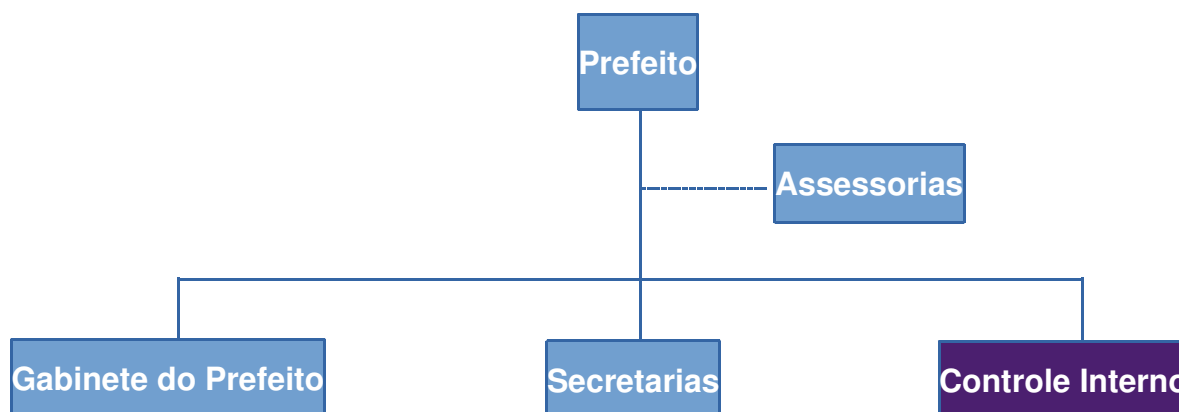 Prefeito
Assessorias
Gabinete do Prefeito
Secretarias
Controle Interno